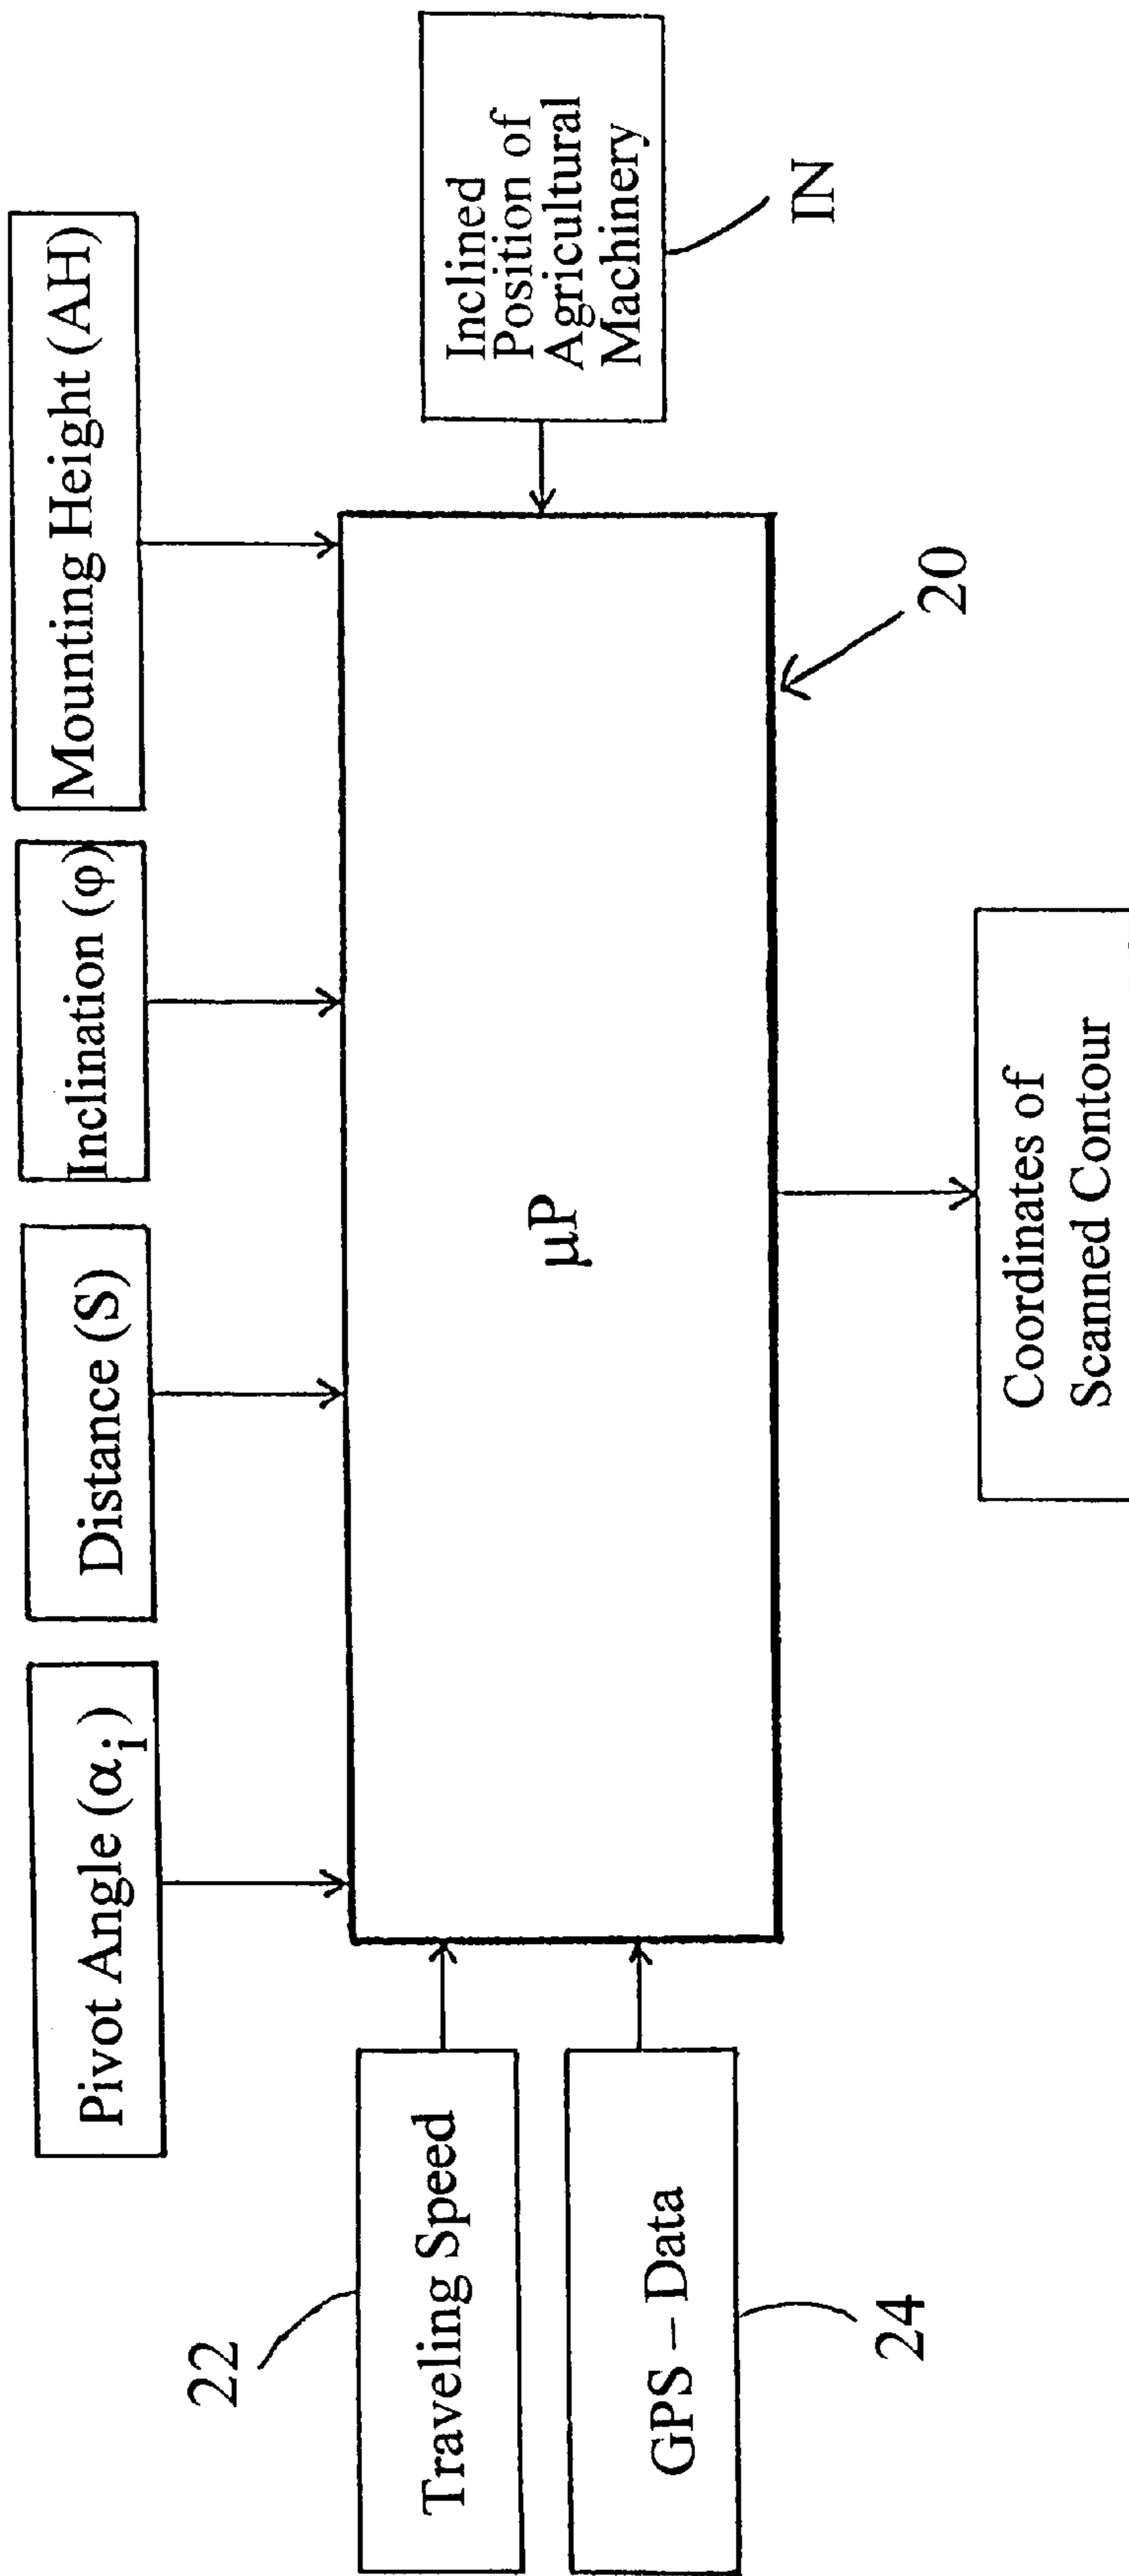 Pivot Angle (αi)
Distance (S)
Inclination (φ)
Mounting Height (AH)
22
Traveling Speed
GPS – Data
24
μP
Inclined
Position of
Agricultural
Machinery
IN
20
Coordinates of
Scanned Contour